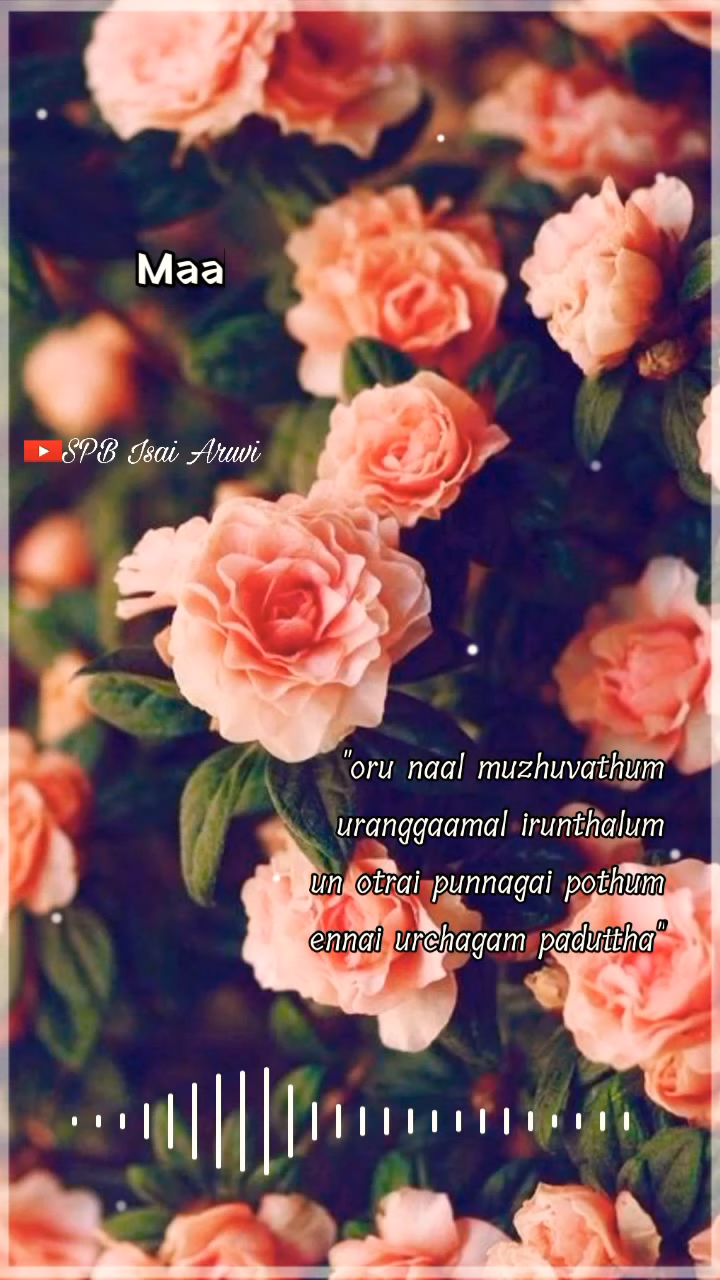 Maa
SPB Isai Aruvi
"oru naal muzhuvathum
uranggaamal irunthalum
un otrai punnagai pothum
ennai urchagam paduttha"